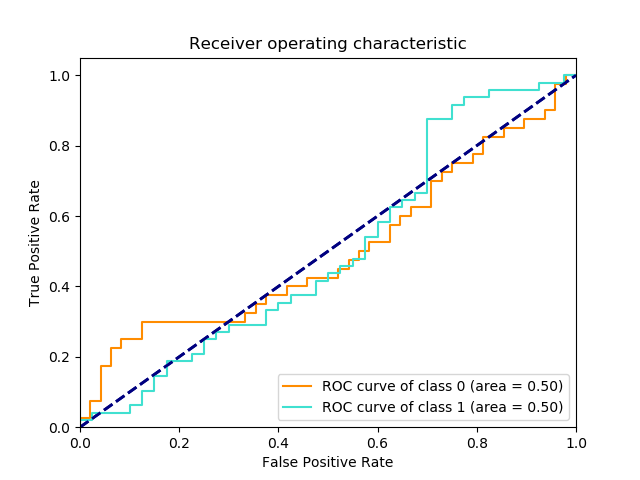 Receiver operating characteristic
True Positive Rate
1.0
0.8
0.6
0.4
0.2
0.0
ROC curve of class 0 (area = 0.50)
ROC curve of class 1 (area = 0.50)
0.0 0.2 0.4 0.6 0.8 1.0
False Positive Rate